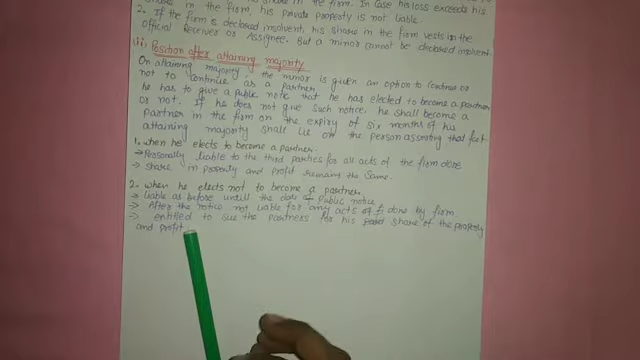 in the firm, his private property is not liable.
2. If the firm is declared insolvent, his shares in the firm vests in the
official Receiver or Assignee. But a minor cannot be declared insolvent.
(ii) Position after attaining majority
On attaining majority, the minor is given an option to continue or
not to continue as a partner
he has to give a public notice that he has elected to become a partner
or not. If he does not give such notice, he shall become a
partner in the firm on the expiry of six months of his
attaining majority shall lie on the person asserting that fact
1. when he elects to become a partner.
→ Personally liable to the third parties for all acts of the firm done
→ share in property and profit remains the same.
2. when he elects not to become a partner.
→ liable as before untill the date of public notice
→ After the notice not liable for any acts of done by firm
→ entitled to sue the partners for his share of the property
and profit